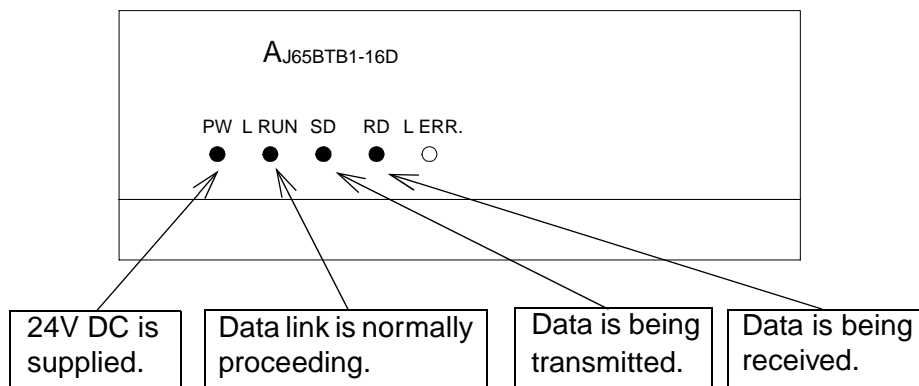 AJ65BTB1-16D
PW L RUN SD RD L ERR.
24V DC is
supplied.
Data link is normally
proceeding.
Data is being
transmitted.
Data is being
received.